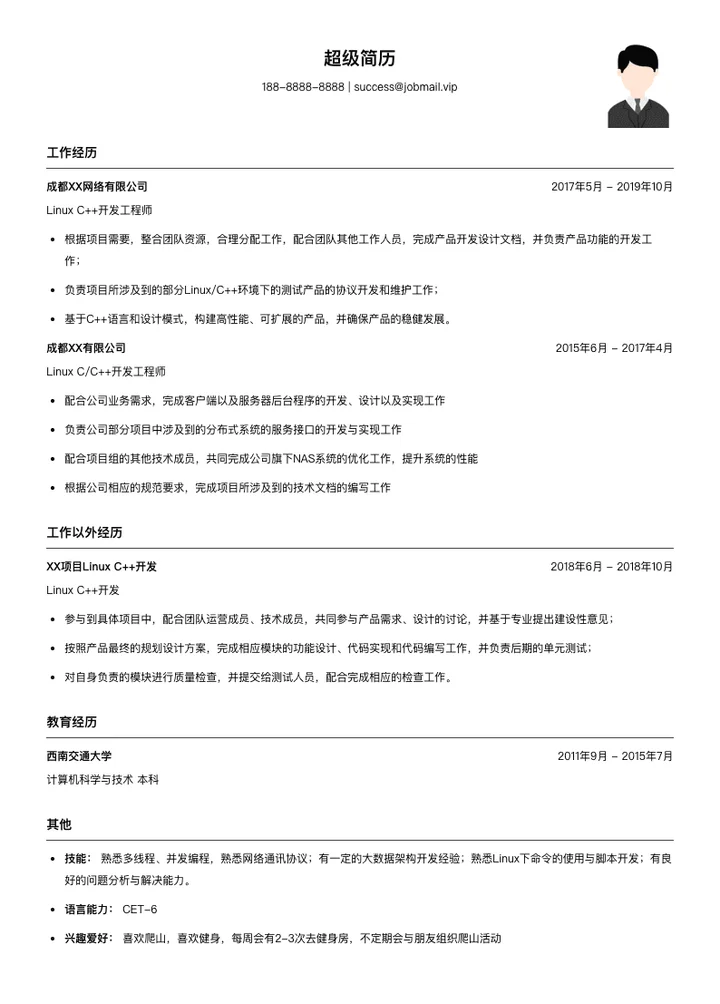 超级简历
188-8888-8888 | success@jobmail.vip
工作经历
成都XX网络有限公司 2017年5月 – 2019年10月
Linux C++开发工程师
• 根据项目需要，整合团队资源，合理分配工作，配合团队其他工作人员，完成产品开发设计文档，并负责产品功能的开发工
作；
• 负责项目所涉及到的部分Linux/C++环境下的测试产品的协议开发和维护工作；
• 基于C++语言和设计模式，构建高性能、可扩展的产品，并确保产品的稳健发展。
成都XX有限公司 2015年6月 – 2017年4月
Linux C/C++开发工程师
• 配合公司业务需求，完成客户端以及服务器后台程序的开发、设计以及实现工作
• 负责公司部分项目中涉及到的分布式系统的服务接口的开发与实现工作
• 配合项目组的其他技术成员，共同完成公司旗下NAS系统的优化工作，提升系统的性能
• 根据公司相应的规范要求，完成项目所涉及到的技术文档的编写工作
工作以外经历
XX项目Linux C++开发 2018年6月 – 2018年10月
Linux C++开发
• 参与到具体项目中，配合团队运营成员、技术成员，共同参与产品需求、设计的讨论，并基于专业提出建设性意见；
• 按照产品最终的规划设计方案，完成相应模块的功能设计、代码实现和代码编写工作，并负责后期的单元测试；
• 对自身负责的模块进行质量检查，并提交给测试人员，配合完成相应的检查工作。
教育经历
西南交通大学 2011年9月 – 2015年7月
计算机科学与技术 本科
其他
• 技能： 熟悉多线程、并发编程，熟悉网络通讯协议；有一定的大数据架构开发经验；熟悉Linux下命令的使用与脚本开发；有良
好的问题分析与解决能力。
• 语言能力： CET-6
• 兴趣爱好： 喜欢爬山，喜欢健身，每周会有2-3次去健身房，不定期会与朋友组织爬山活动